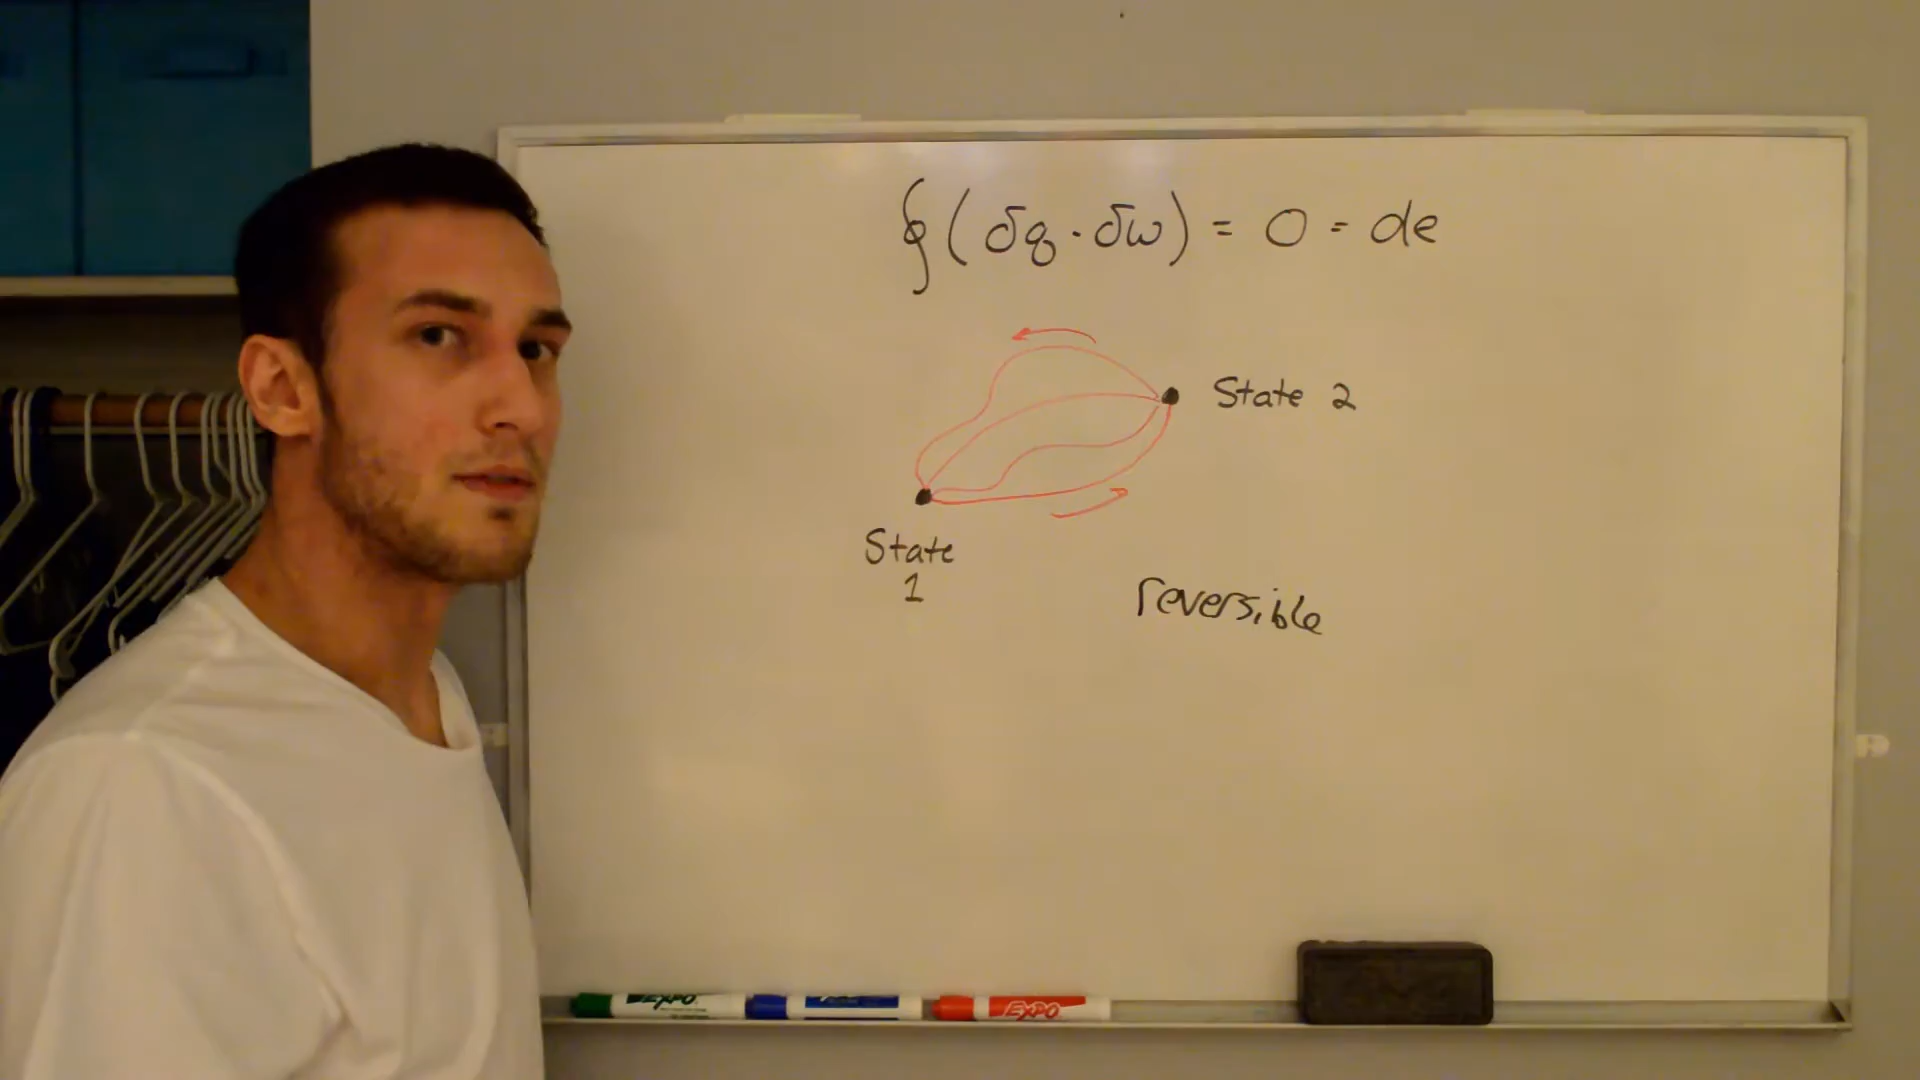 ∮(δq · δw) = 0 = de
State 2
State
1
reversible
EXPO
EXPO